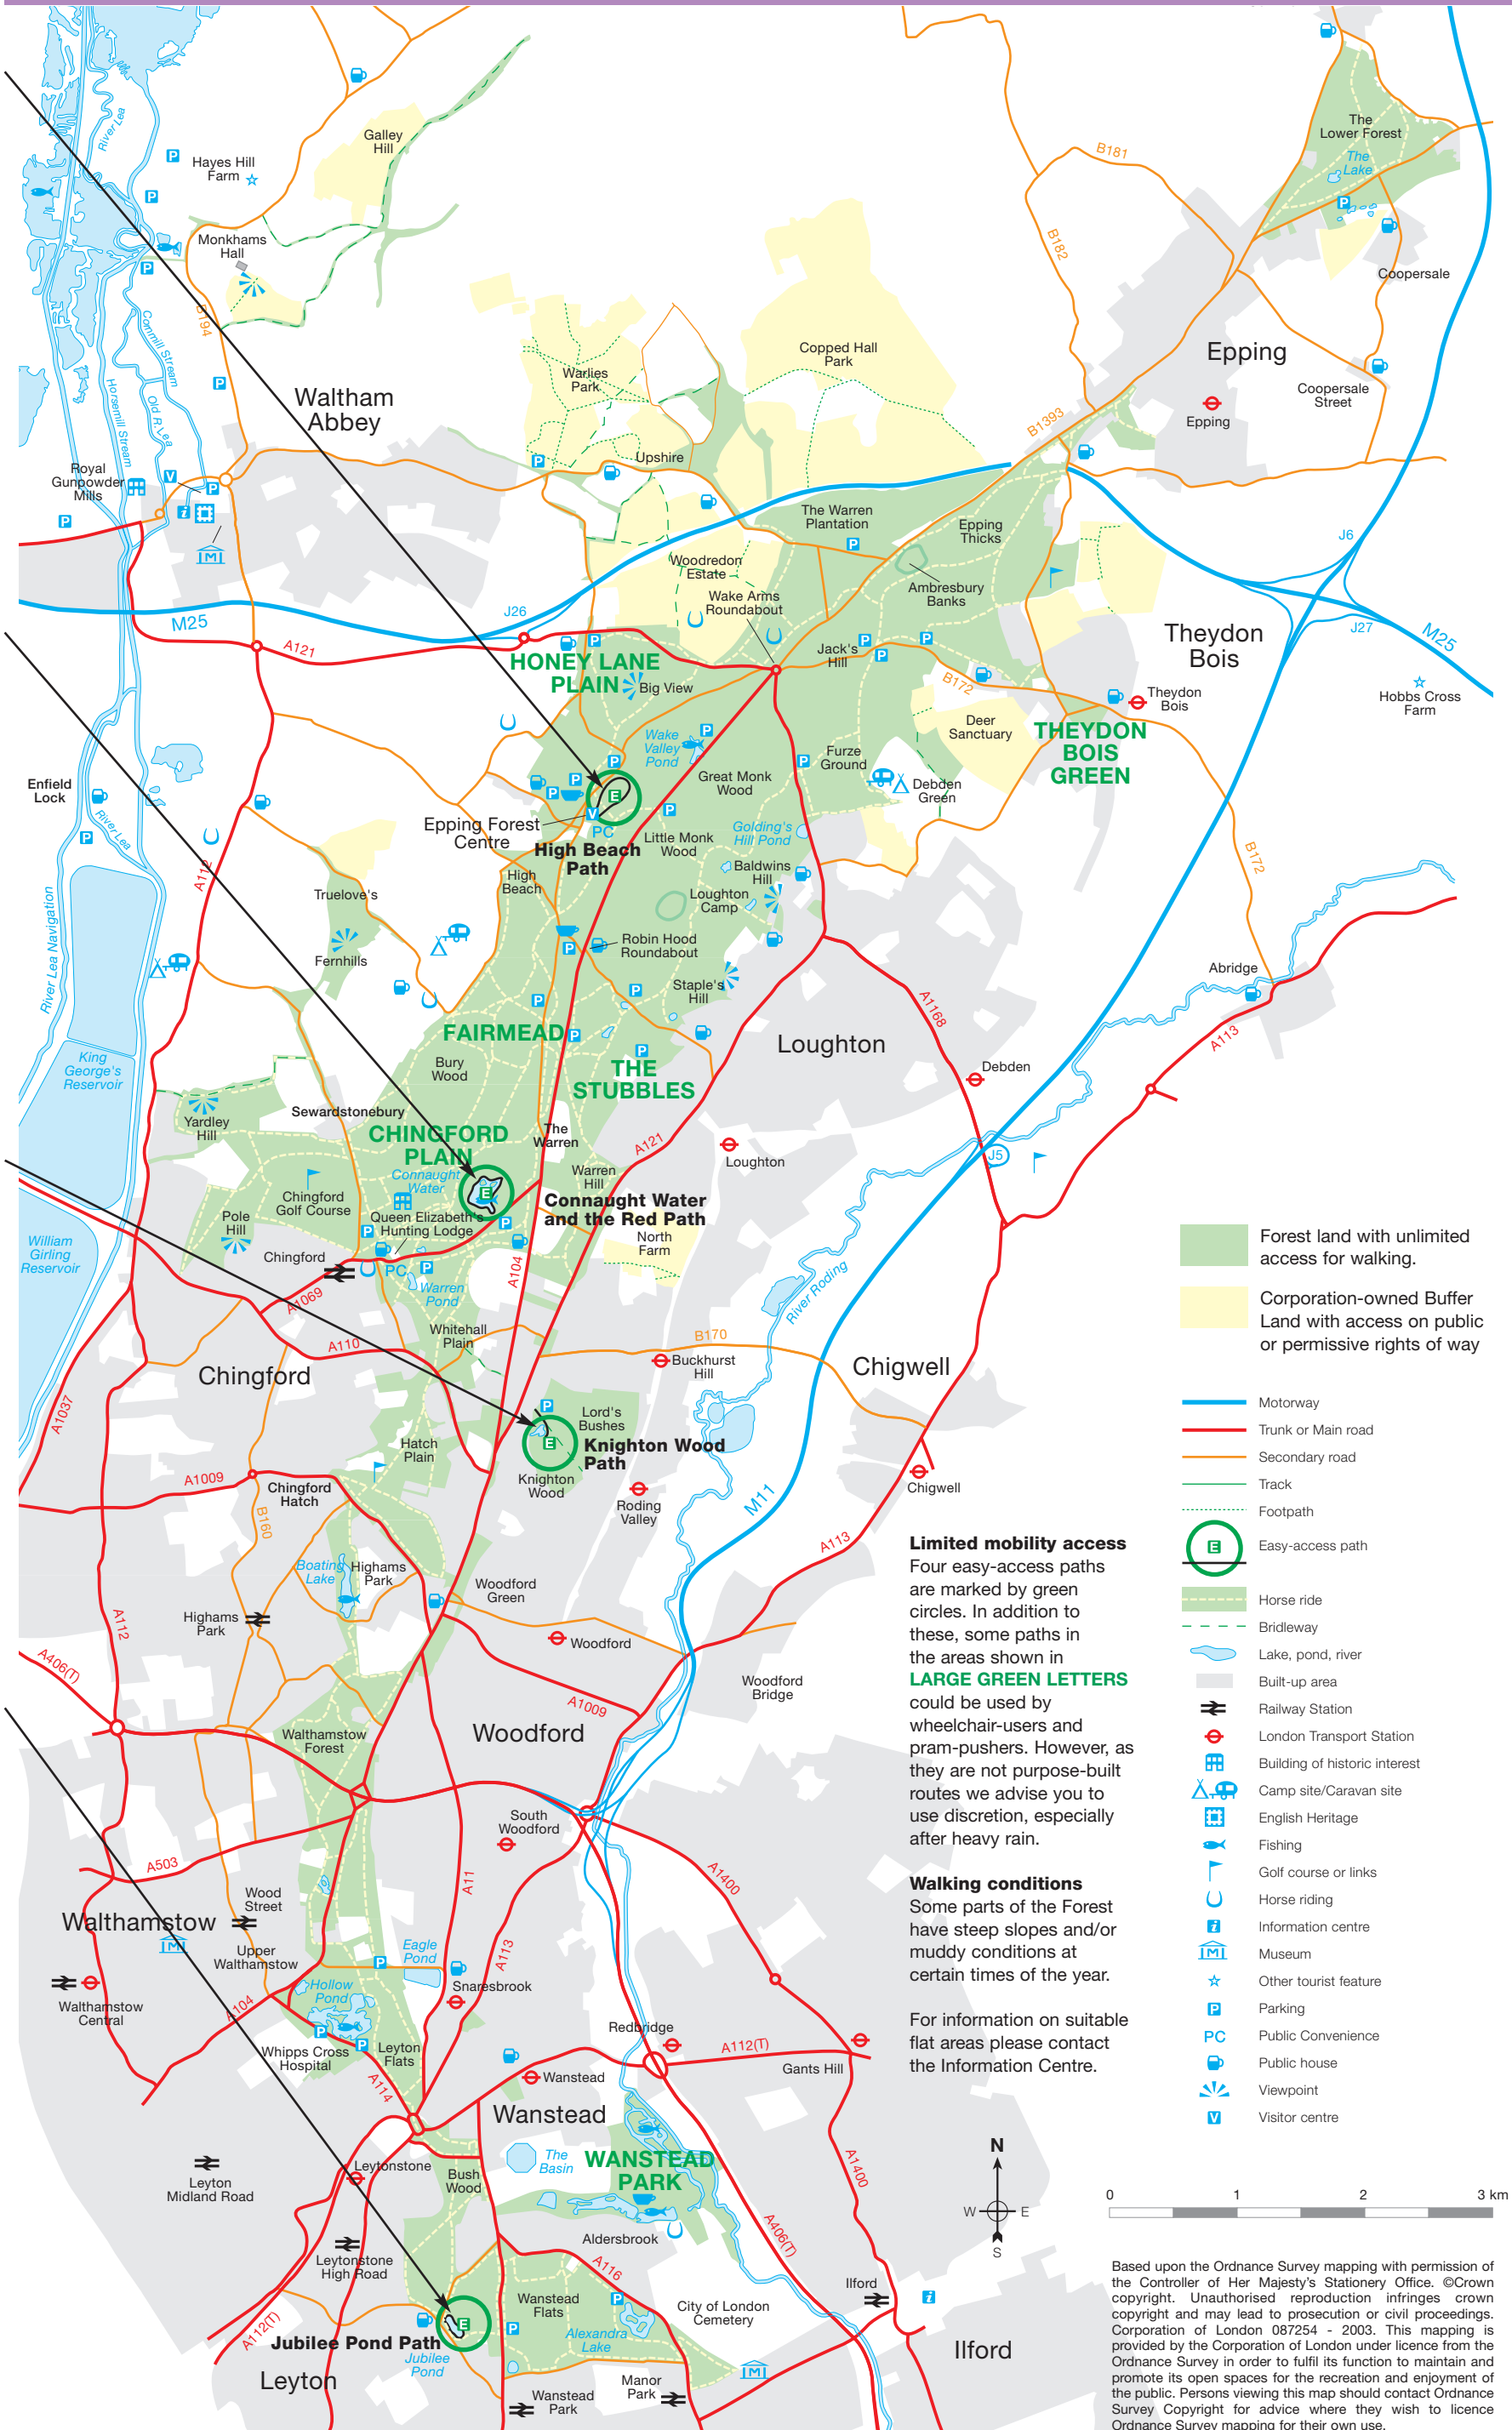 The
Lower Forest
The
Lake
River Lea
Galley
Hill
Hayes Hill
Farm
B181
Monkhams
Hall
B182
Coopersale
B194
Cornmill Stream
Horsemill Stream
Old R. Lea
Copped Hall
Park
Epping
Warlies
Park
Coopersale
Street
Waltham
Abbey
Epping
B1393
Upshire
Royal
Gunpowder
Mills
The Warren
Plantation
Epping
Thicks
J6
Woodredon
Estate
Ambresbury
Banks
Wake Arms
Roundabout
M25
J26
J27
M25
Theydon
Bois
A121
HONEY LANE
PLAIN
Jack's
Hill
Big View
B172
Theydon
Bois
Hobbs Cross
Farm
Deer
Sanctuary
THEYDON
BOIS
GREEN
Wake
Valley
Pond
Furze
Ground
Great Monk
Wood
Debden
Green
Enfield
Lock
River Lea
Epping Forest
Centre
PC
Little Monk
Wood
Golding's
Hill Pond
High Beach
Path
Baldwins
Hill
B172
A112
High
Beach
Truelove's
Loughton
Camp
River Lea Navigation
Robin Hood
Roundabout
Fernhills
Abridge
Staple's
Hill
A1168
FAIRMEAD
A113
Loughton
King
George's
Reservoir
Bury
Wood
THE
STUBBLES
Debden
Sewardstonebury
Yardley
Hill
CHINGFORD
PLAIN
The
Warren
A121
Loughton
J5
Connaught
Water
Warren
Hill
Chingford
Golf Course
Connaught Water
and the Red Path
Pole
Hill
Queen Elizabeth's
Hunting Lodge
North
Farm
William
Girling
Reservoir
Chingford
PC
A104
River Roding
Warren
Pond
A1069
Whitehall
Plain
B170
A110
Buckhurst
Hill
Chigwell
Chingford
A1037
Lord's
Bushes
Hatch
Plain
Knighton Wood
Path
A1009
Knighton
Wood
Chigwell
Chingford
Hatch
Roding
Valley
M11
B160
A113
Boating
Lake
Highams
Park
Woodford
Green
Highams
Park
A112
Woodford
A406(T)
Woodford
Bridge
A1009
Walthamstow
Forest
Woodford
South
Woodford
A503
A11
A1400
Wood
Street
Walthamstow
Upper
Walthamstow
Eagle
Pond
A113
Snaresbrook
Hollow
Pond
Walthamstow
Central
A104
Redbridge
Whipps Cross
Hospital
Leyton
Flats
A112(T)
Gants Hill
A114
Wanstead
Wanstead
Leytonstone
The
Basin
WANSTEAD
PARK
Leyton
Midland Road
Bush
Wood
A1400
A406(T)
Aldersbrook
Leytonstone
High Road
A116
Ilford
Wanstead
Flats
City of London
Cemetery
A112(T)
Jubilee Pond Path
Alexandra
Lake
Jubilee
Pond
Ilford
Leyton
Manor
Park
Wanstead
Park
Forest land with unlimited
access for walking.
Corporation-owned Buffer
Land with access on public
or permissive rights of way
Motorway
Trunk or Main road
Secondary road
Track
Footpath
Easy-access path
Horse ride
Bridleway
Lake, pond, river
Built-up area
Railway Station
London Transport Station
Building of historic interest
Camp site/Caravan site
English Heritage
Fishing
Golf course or links
Horse riding
Information centre
Museum
Other tourist feature
Parking
PC Public Convenience
Public house
Viewpoint
Visitor centre
Limited mobility access
Four easy-access paths
are marked by green
circles. In addition to
these, some paths in
the areas shown in
LARGE GREEN LETTERS
could be used by
wheelchair-users and
pram-pushers. However, as
they are not purpose-built
routes we advise you to
use discretion, especially
after heavy rain.
Walking conditions
Some parts of the Forest
have steep slopes and/or
muddy conditions at
certain times of the year.
For information on suitable
flat areas please contact
the Information Centre.
N
W E
S
0 1 2 3 km
Based upon the Ordnance Survey mapping with permission of
the Controller of Her Majesty's Stationery Office. ©Crown
copyright. Unauthorised reproduction infringes crown
copyright and may lead to prosecution or civil proceedings.
Corporation of London 087254 - 2003. This mapping is
provided by the Corporation of London under licence from the
Ordnance Survey in order to fulfil its function to maintain and
promote its open spaces for the recreation and enjoyment of
the public. Persons viewing this map should contact Ordnance
Survey Copyright for advice where they wish to licence
Ordnance Survey mapping for their own use.